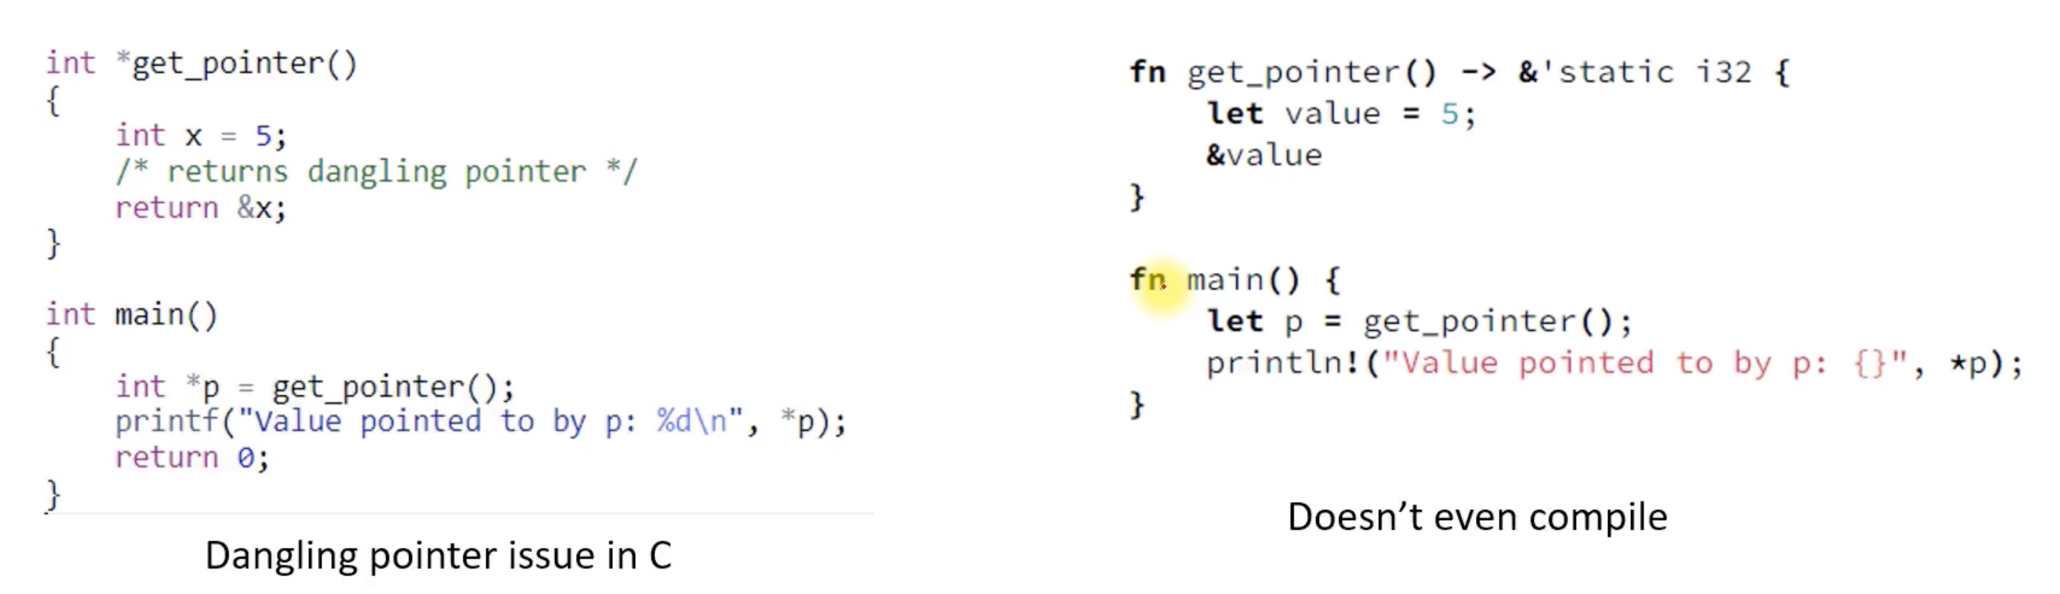 int *get_pointer()
{
    int x = 5;
    /* returns dangling pointer */
    return &x;
}
int main()
{
    int *p = get_pointer();
    printf("Value pointed to by p: %d\n", *p);
    return 0;
}
Dangling pointer issue in C
fn get_pointer() -> &'static i32 {
    let value = 5;
    &value
}
fn main() {
    let p = get_pointer();
    println!("Value pointed to by p: {}", *p);
}
Doesn’t even compile